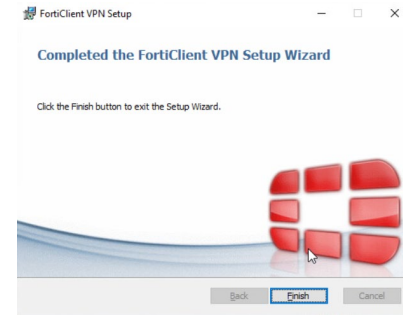 FortiClient VPN Setup
Completed the FortiClient VPN Setup Wizard
Click the Finish button to exit the Setup Wizard.
Back Finish Cancel